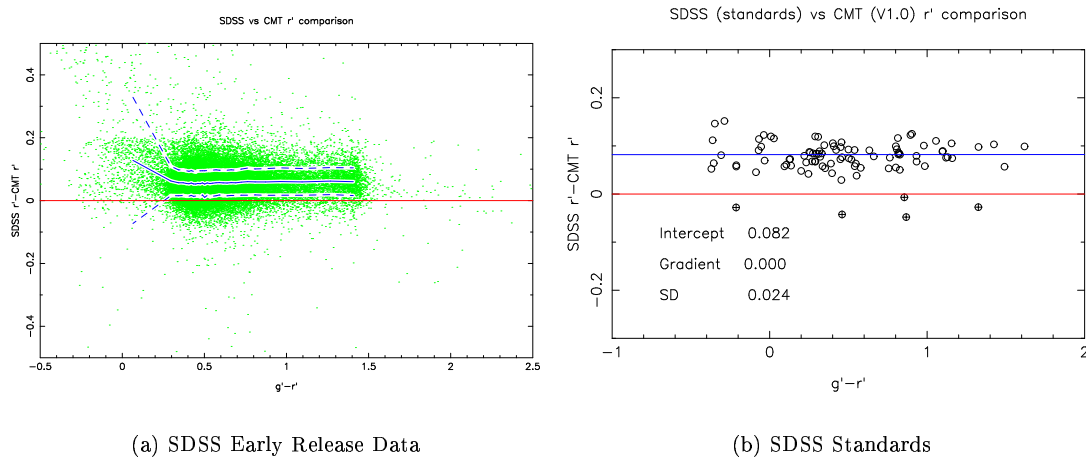 SDSS vs CMT r' comparison
0.4
0.2
0
−0.2
−0.4
SDSS r'−CMT r'
−0.5
0
0.5
1
1.5
2
2.5
g'−r'
(a) SDSS Early Release Data
SDSS (standards) vs CMT (V1.0) r' comparison
0.2
0
−0.2
SDSS r'−CMT r'
Intercept 0.082
Gradient 0.000
SD 0.024
−1
0
1
2
g'−r'
(b) SDSS Standards